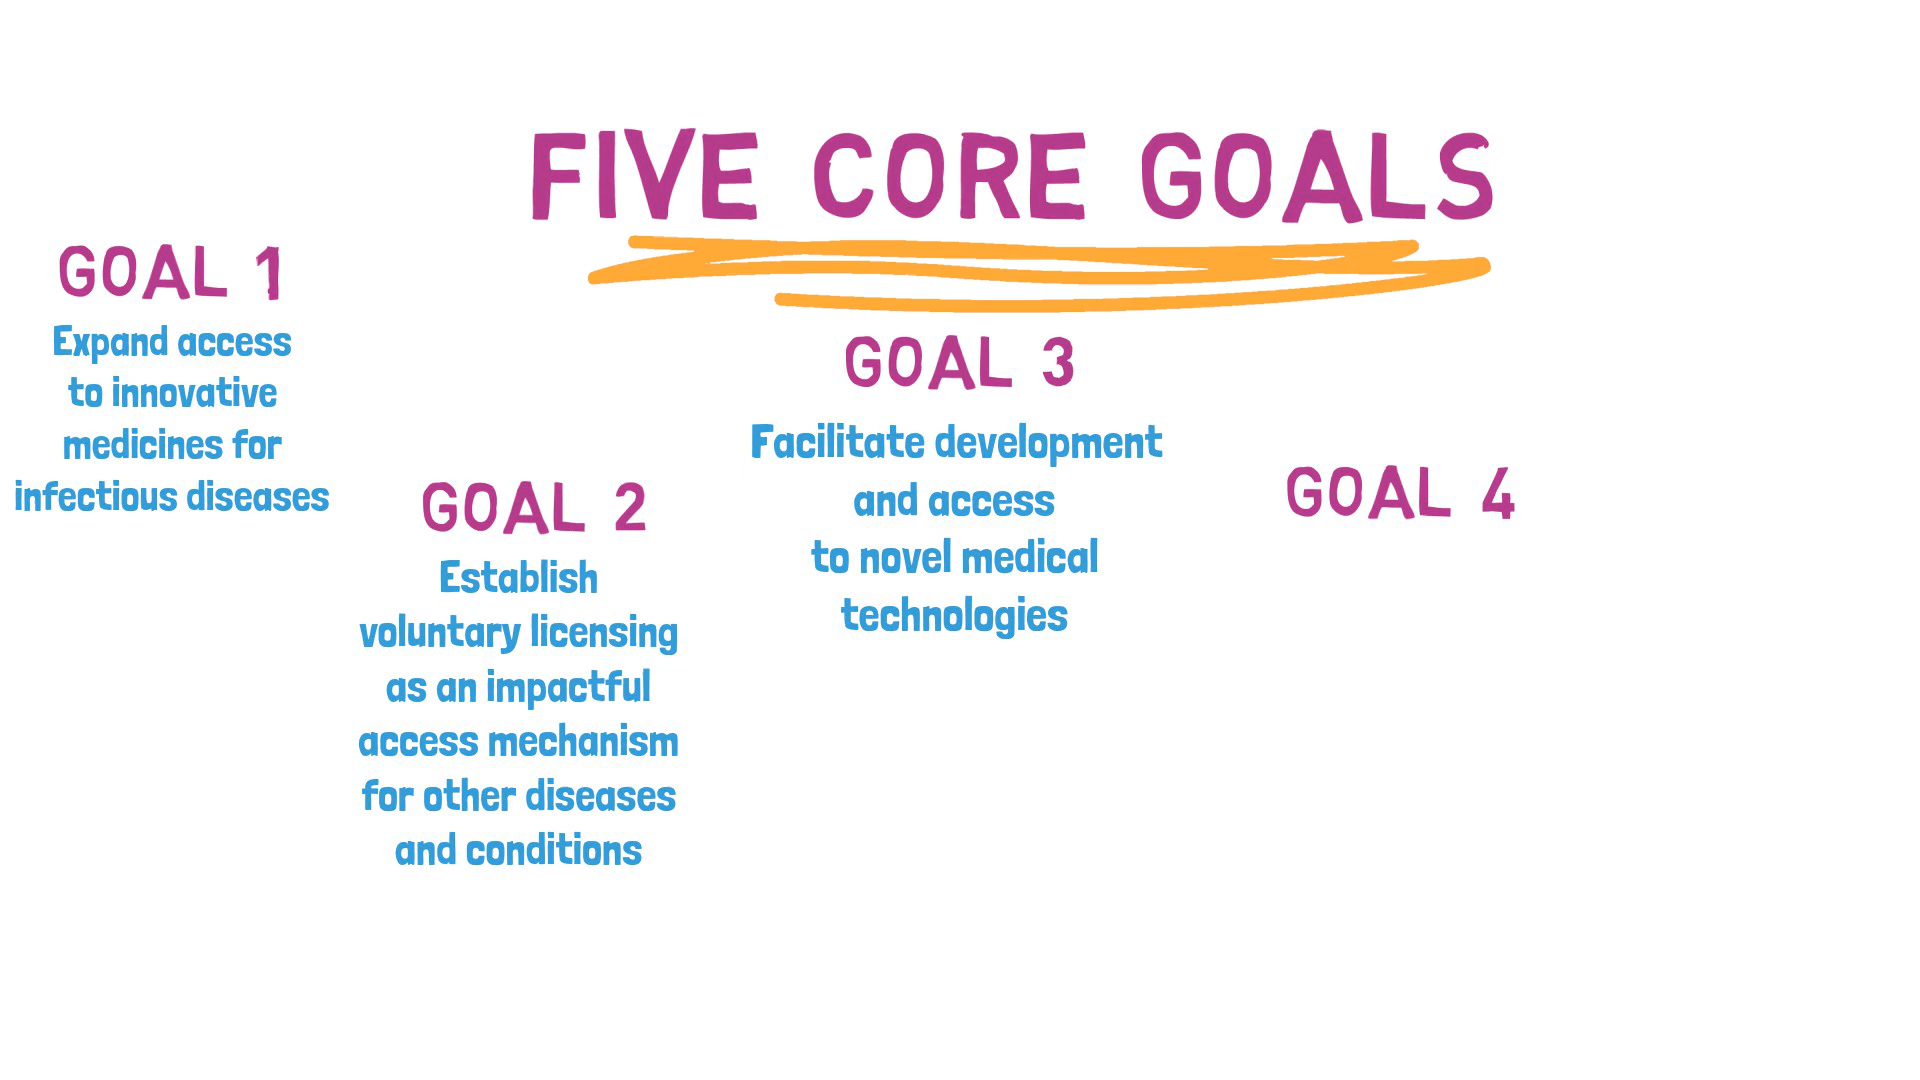 FIVE CORE GOALS
GOAL 1
Expand access
to innovative
medicines for
infectious diseases
GOAL 2
Establish
voluntary licensing
as an impactful
access mechanism
for other diseases
and conditions
GOAL 3
Facilitate development
and access
to novel medical
technologies
GOAL 4